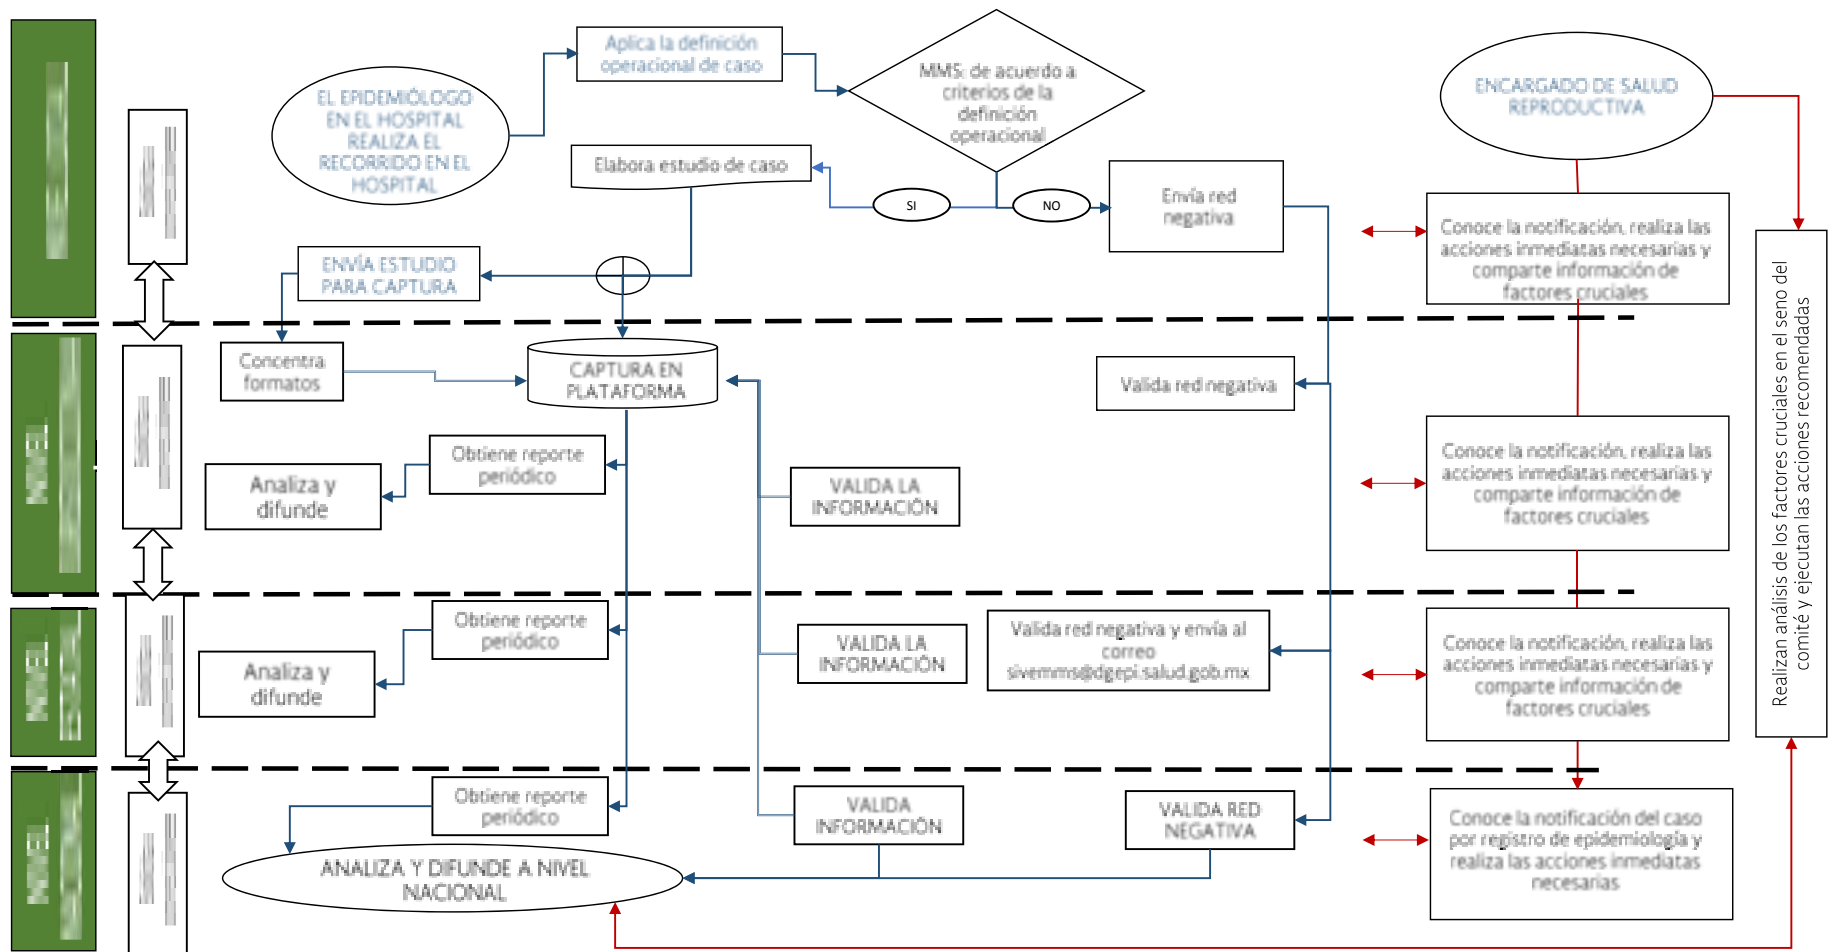 EL EPIDEMIÓLOGO
EN EL HOSPITAL
REALIZA EL
RECORRIDO EN EL
HOSPITAL
Aplica la definición
operacional de caso
MMS: de acuerdo a
criterios de la
definición
operacional
ENCARGADO DE SALUD
REPRODUCTIVA
Elabora estudio de caso
SI
NO
Envía red
negativa
Conoce la notificación, realiza las
acciones inmediatas necesarias y
comparte información de
factores cruciales
ENVÍA ESTUDIO
PARA CAPTURA
Realizan análisis de los factores cruciales en el seno del
comité y ejecutan las acciones recomendadas
Concentra
formatos
CAPTURA EN
PLATAFORMA
Valida red negativa
NIVEL
Obtiene reporte
periódico
Analiza y
difunde
VALIDA LA
INFORMACIÓN
Conoce la notificación, realiza las
acciones inmediatas necesarias y
comparte información de
factores cruciales
NIVEL
Obtiene reporte
periódico
Analiza y
difunde
VALIDA LA
INFORMACIÓN
Valida red negativa y envía al
correo
sivemms@dgepi.salud.gob.mx
Conoce la notificación, realiza las
acciones inmediatas necesarias y
comparte información de
factores cruciales
NIVEL
Obtiene reporte
periódico
VALIDA
INFORMACIÓN
VALIDA RED
NEGATIVA
Conoce la notificación del caso
por registro de epidemiología y
realiza las acciones inmediatas
necesarias
ANALIZA Y DIFUNDE A NIVEL
NACIONAL